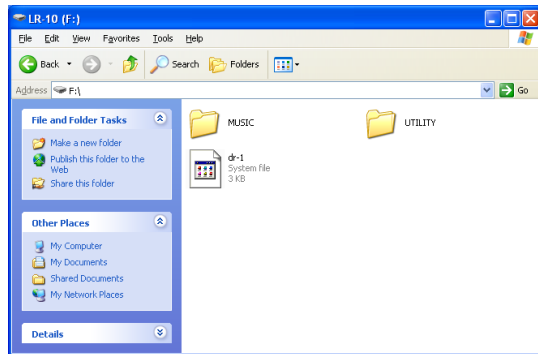 LR-10 (F:)
File Edit View Favorites Tools Help
Back Search Folders
Address F:\ Go
File and Folder Tasks
Make a new folder
Publish this folder to the
Web
Share this folder
Other Places
My Computer
My Documents
Shared Documents
My Network Places
Details
MUSIC UTILITY
dr-1
System file
3 KB